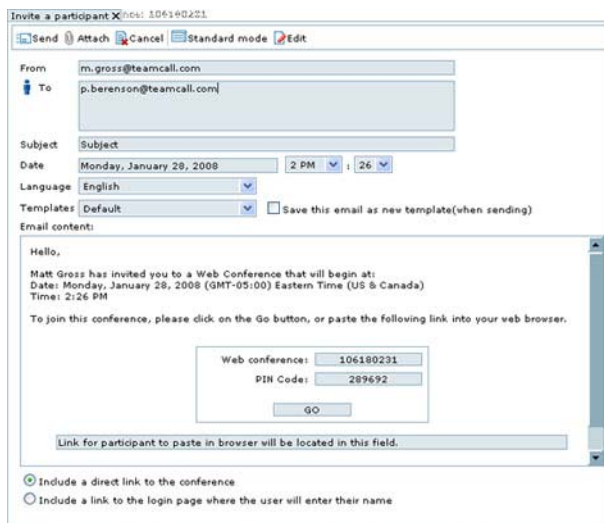 Invite a participant X
Send Attach Cancel Standard mode Edit
From m.gross@teamcall.com
To p.berenson@teamcall.com
Subject Subject
Date Monday, January 28, 2008 2 PM : 26
Language English
Templates Default Save this email as new template(when sending)
Email content:
Hello,
Matt Gross has invited you to a Web Conference that will begin at:
Date: Monday, January 28, 2008 (GMT-05:00) Eastern Time (US & Canada)
Time: 2:26 PM
To join this conference, please click on the Go button, or paste the following link into your web browser.
Web conference: 106180231
PIN Code: 289692
GO
Link for participant to paste in browser will be located in this field.
Include a direct link to the conference
Include a link to the login page where the user will enter their name